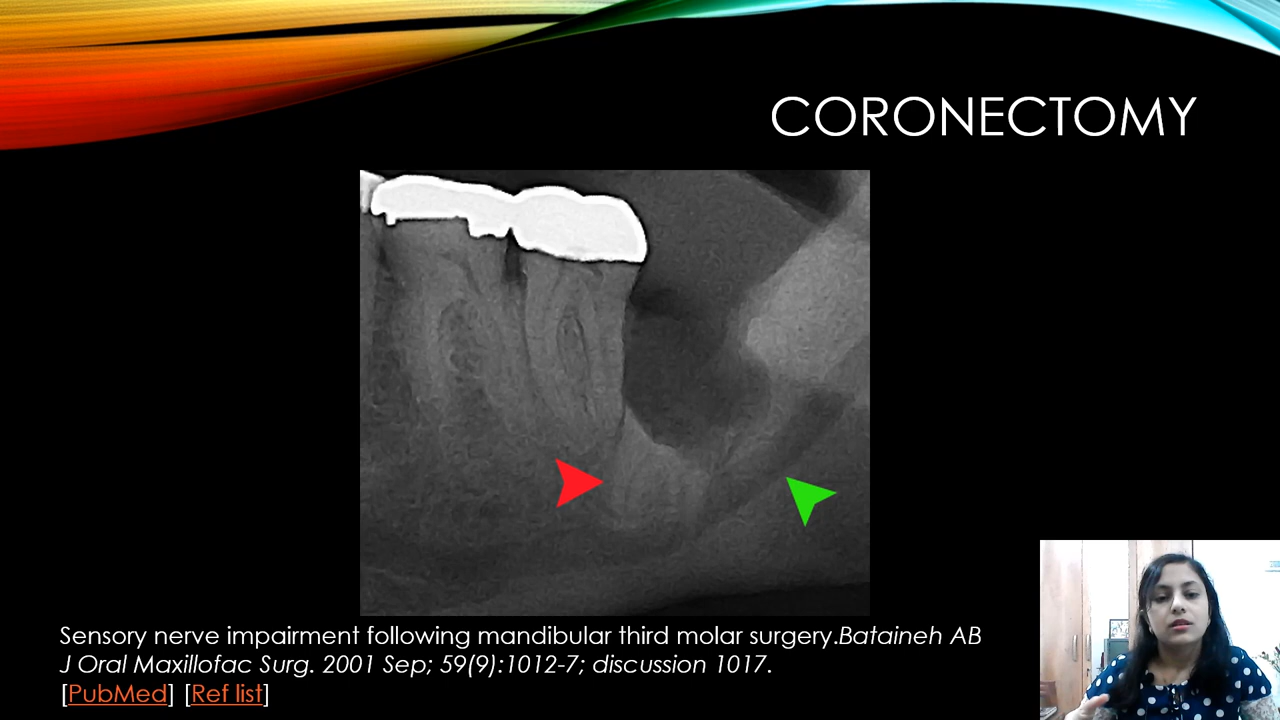 CORONECTOMY
Sensory nerve impairment following mandibular third molar surgery.Bataineh AB
J Oral Maxillofac Surg. 2001 Sep; 59(9):1012-7; discussion 1017.
[PubMed] [Ref list]